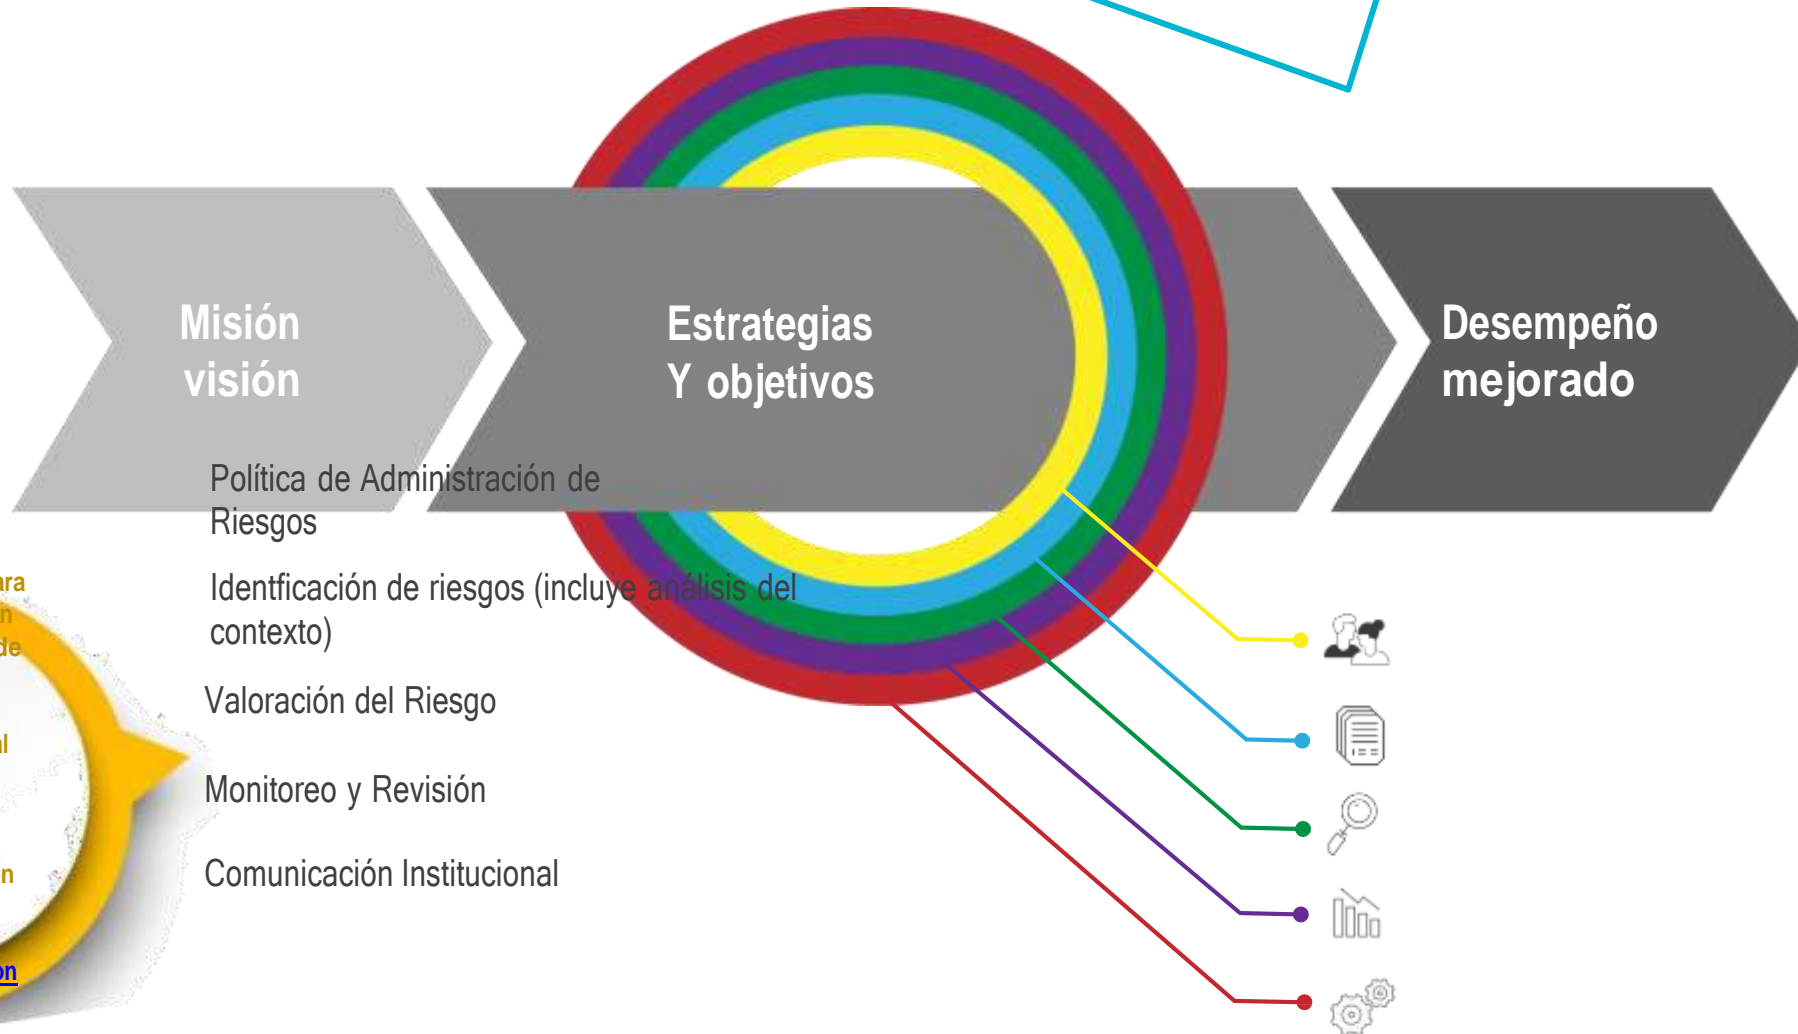 Misión
visión
Estrategias
Y objetivos
Desempeño
mejorado
Política de Administración de
Riesgos
Identficación de riesgos (incluye análisis del
contexto)
Valoración del Riesgo
Monitoreo y Revisión
Comunicación Institucional
de